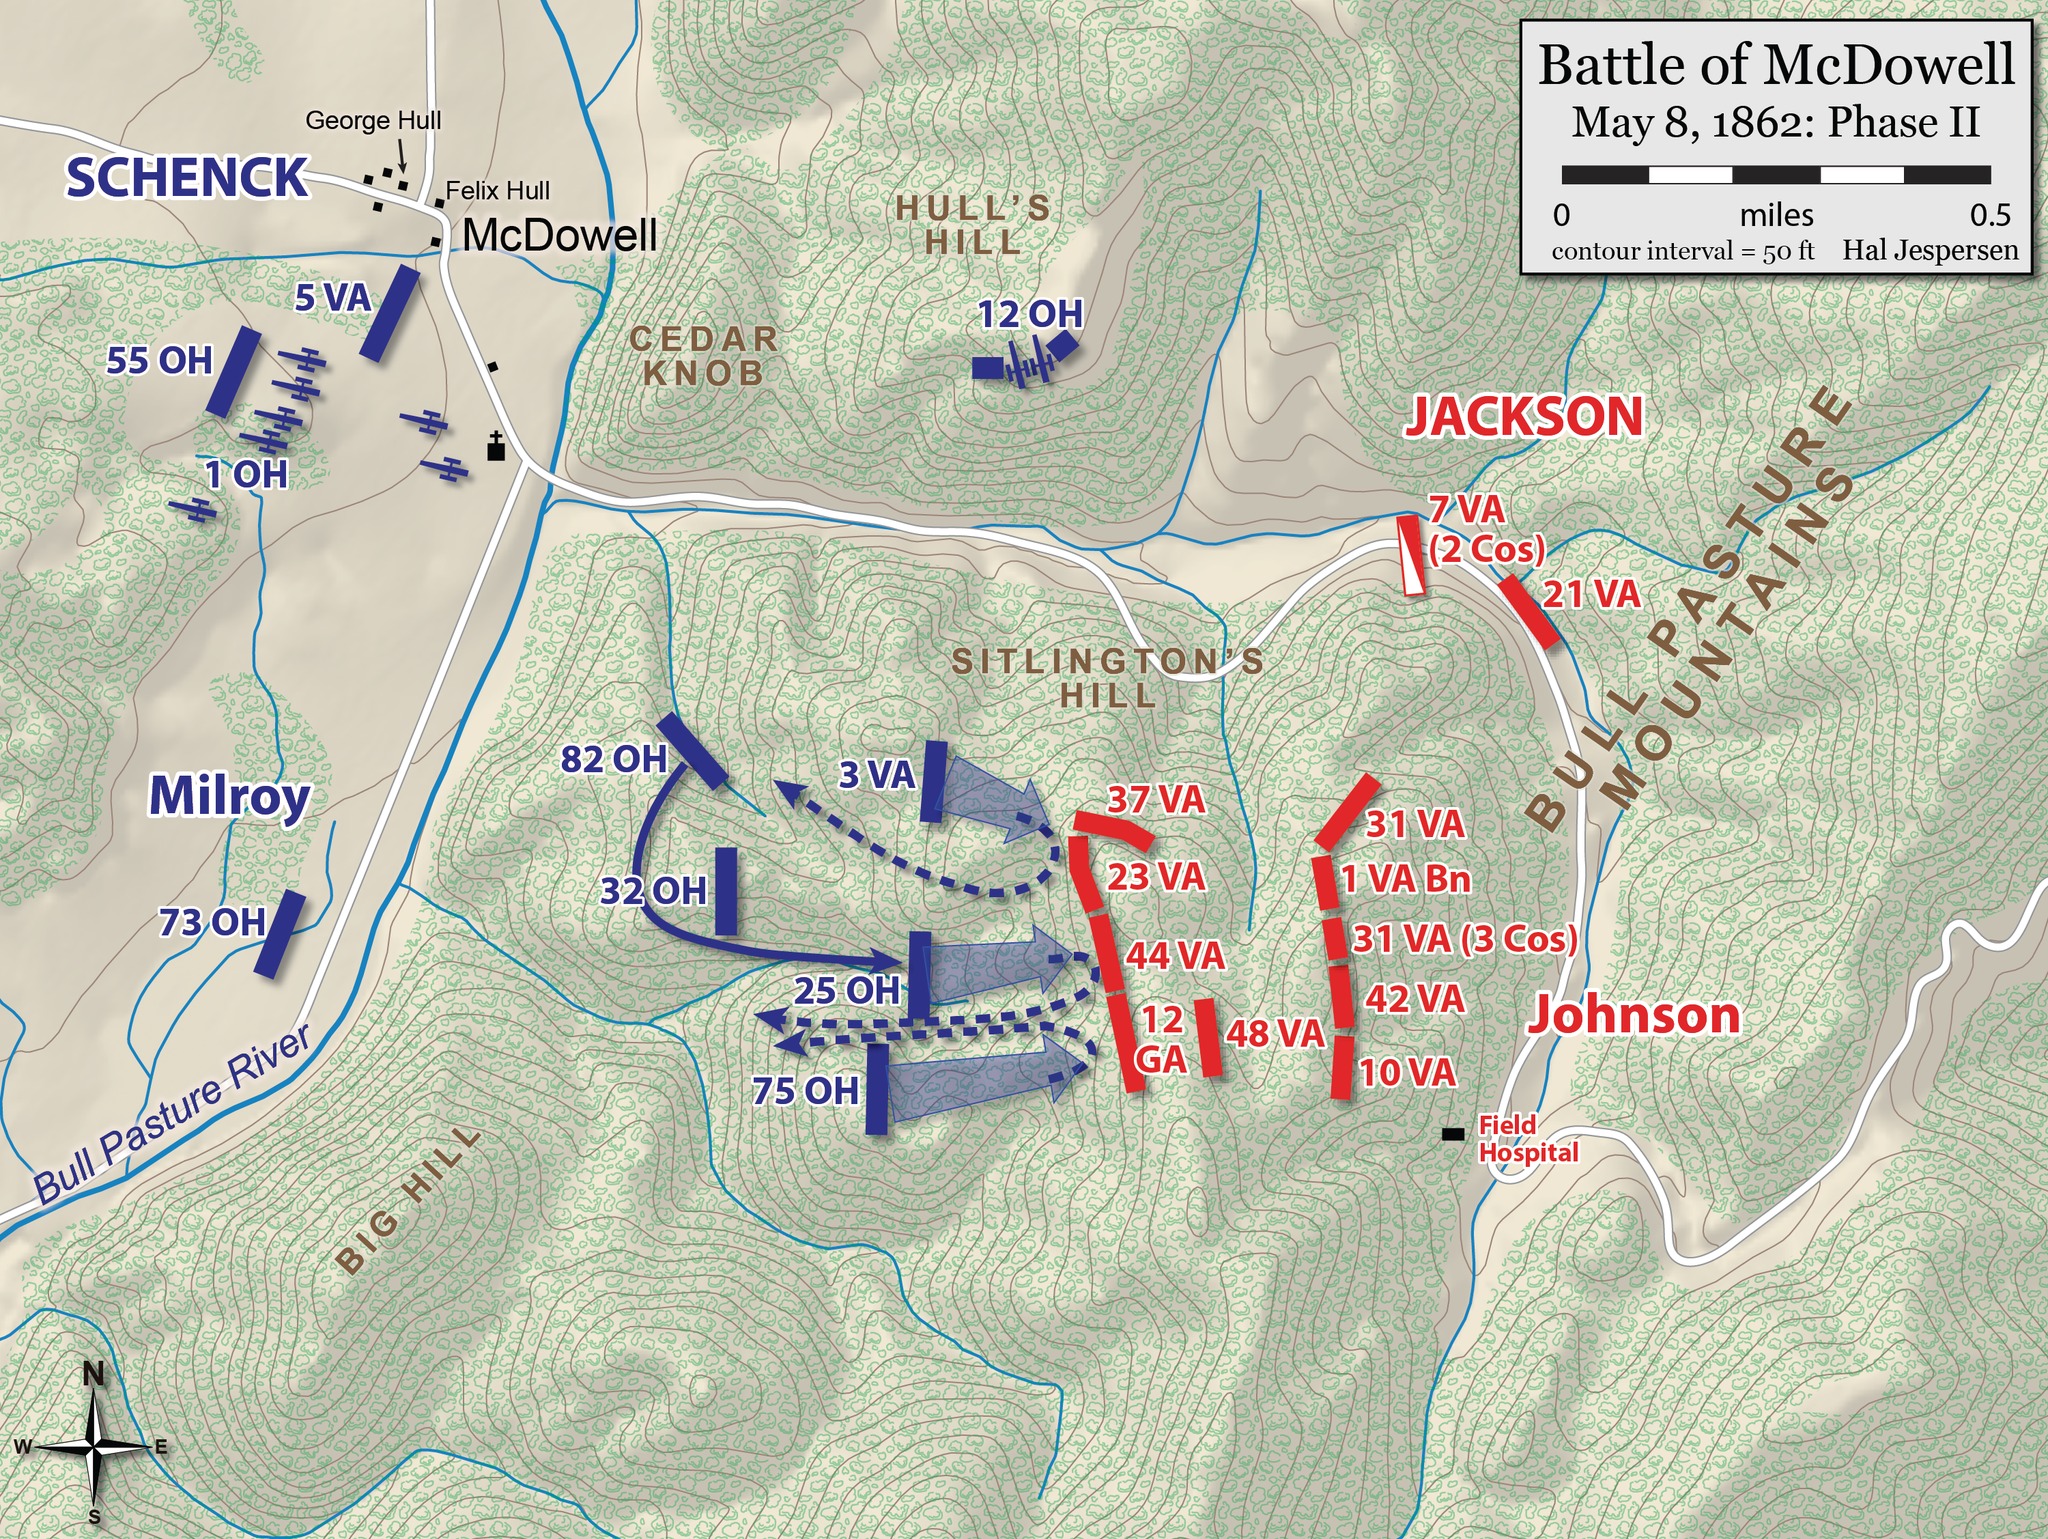 Battle of McDowell
May 8, 1862: Phase II
0 miles 0.5
contour interval = 50 ft Hal Jespersen
George Hull
SCHENCK
Felix Hull
McDowell
HULL'S
HILL
5 VA
12 OH
CEDAR
KNOB
55 OH
1 OH
JACKSON
7 VA
(2 Cos)
21 VA
BULL PASTURE
MOUNTAINS
SITLINGTON'S
HILL
82 OH
3 VA
Milroy
37 VA
31 VA
23 VA
1 VA Bn
32 OH
73 OH
44 VA
31 VA (3 Cos)
25 OH
42 VA
12
GA
48 VA
Johnson
75 OH
10 VA
Field
Hospital
Bull Pasture River
BIG HILL
N
W
E
S